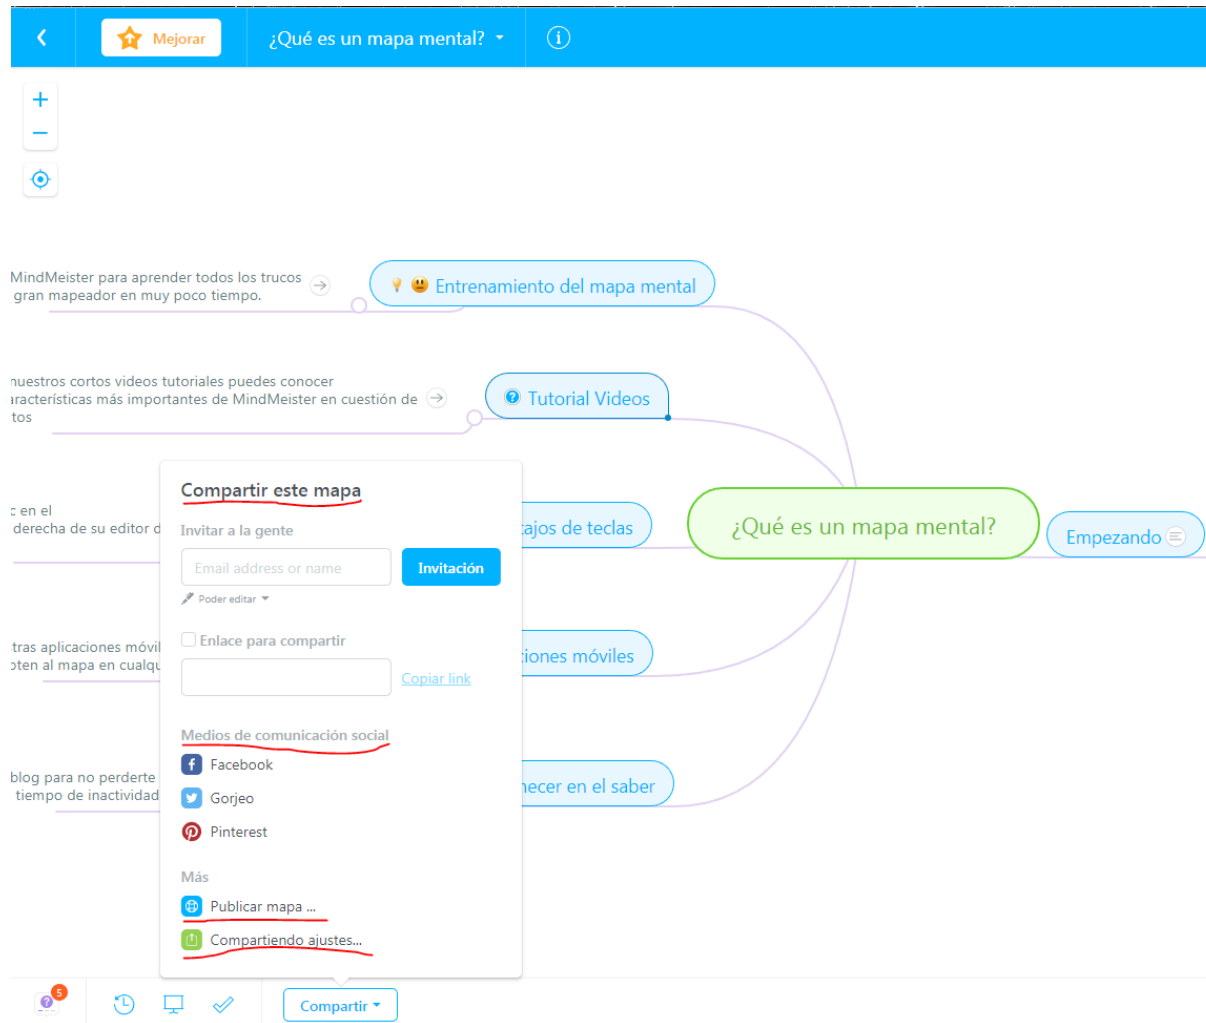 Mejorar
¿Qué es un mapa mental?
MindMeister para aprender todos los trucos
gran mapeador en muy poco tiempo.
Entrenamiento del mapa mental
nuestros cortos videos tutoriales puedes conocer
aracterísticas más importantes de MindMeister en cuestión de
tos
Tutorial Videos
c en el
derecha de su editor d
ajos de teclas
¿Qué es un mapa mental?
Empezando
tras aplicaciones móvil
oten al mapa en cualqu
iones móviles
blog para no perderte
tiempo de inactividad
necer en el saber
Compartir este mapa
Invitar a la gente
Email address or name
Invitación
Poder editar
Enlace para compartir
Copiar link
Medios de comunicación social
Facebook
Gorjeo
Pinterest
Más
Publicar mapa ...
Compartiendo ajustes...
5
Compartir